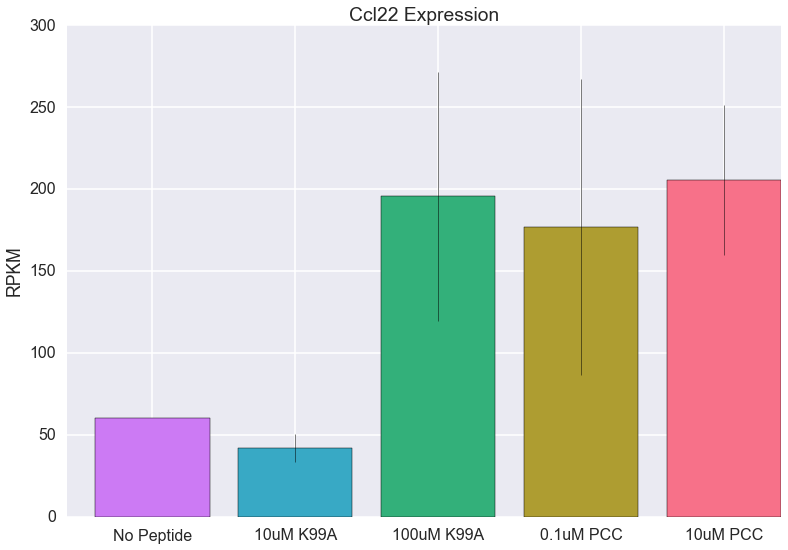 Ccl22 Expression
300
250
200
150
100
50
0
RPKM
No Peptide
10uM K99A
100uM K99A
0.1uM PCC
10uM PCC